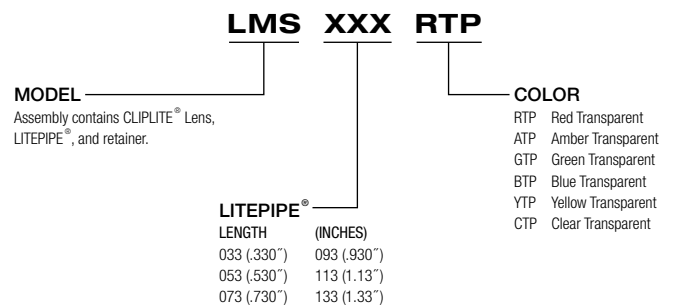 LMS XXX RTP
MODEL
Assembly contains CLIPLITE® Lens,
LITEPIPE®, and retainer.
COLOR
RTP Red Transparent
ATP Amber Transparent
GTP Green Transparent
BTP Blue Transparent
YTP Yellow Transparent
CTP Clear Transparent
LITEPIPE®
LENGTH (INCHES)
033 (.330˝) 093 (.930˝)
053 (.530˝) 113 (1.13˝)
073 (.730˝) 133 (1.33˝)